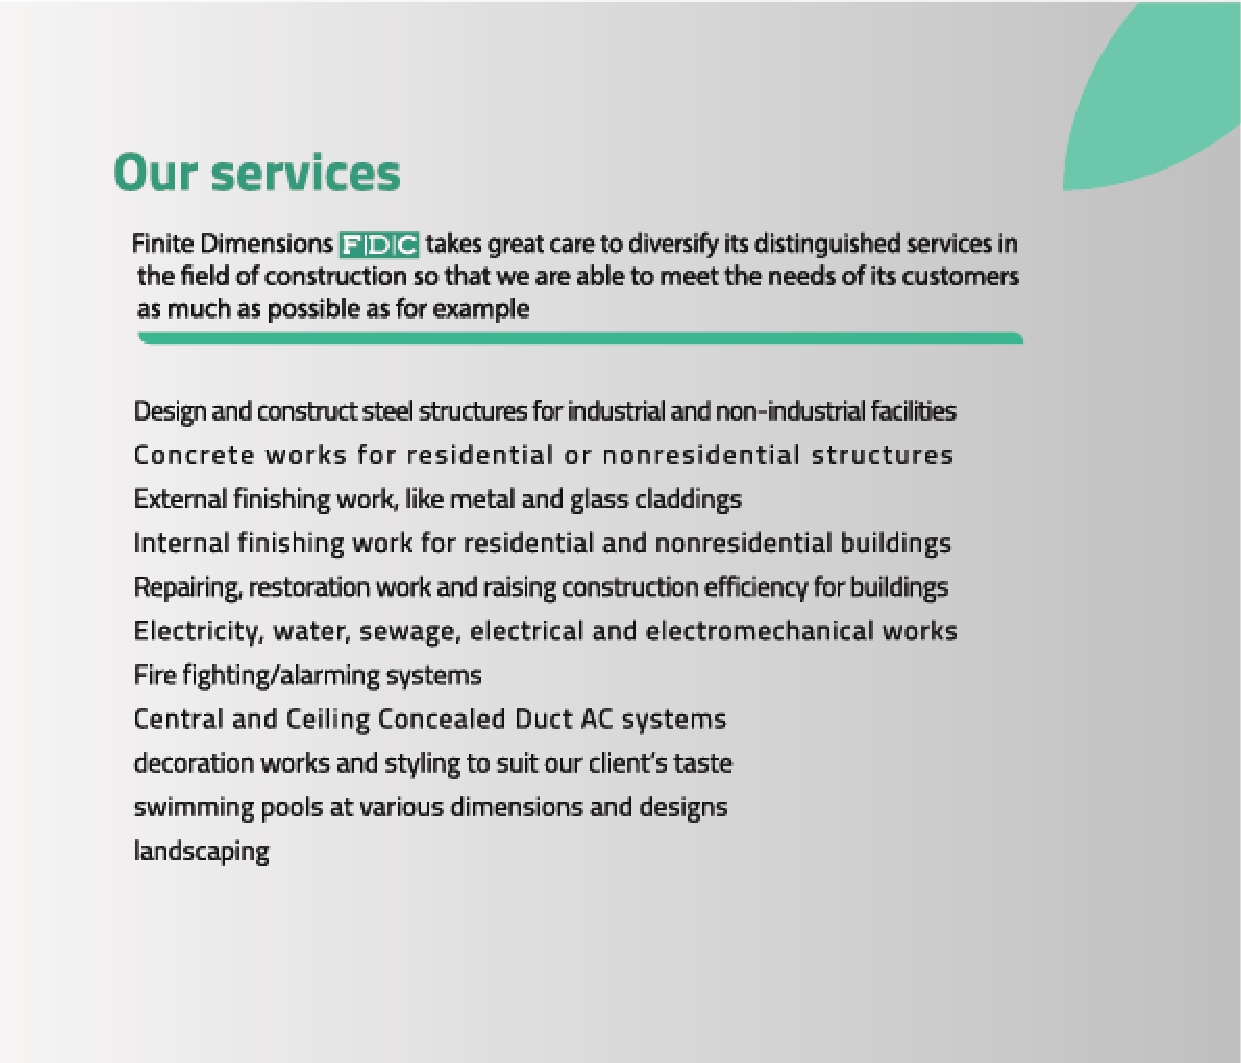 Our services
Finite Dimensions FDC takes great care to diversify its distinguished services in
the field of construction so that we are able to meet the needs of its customers
as much as possible as for example
Design and construct steel structures for industrial and non-industrial facilities
Concrete works for residential or nonresidential structures
External finishing work, like metal and glass claddings
Internal finishing work for residential and nonresidential buildings
Repairing, restoration work and raising construction efficiency for buildings
Electricity, water, sewage, electrical and electromechanical works
Fire fighting/alarming systems
Central and Ceiling Concealed Duct AC systems
decoration works and styling to suit our client's taste
swimming pools at various dimensions and designs
landscaping